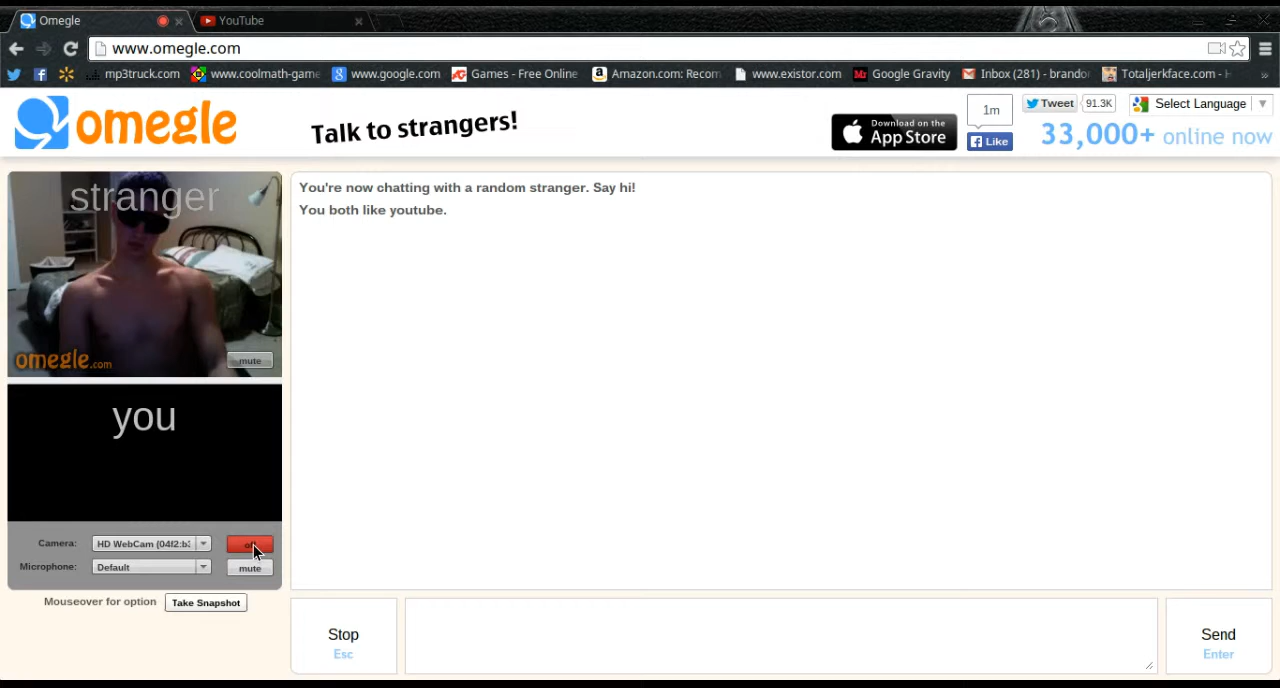 Omegle
YouTube
www.omegle.com
mp3truck.com
www.coolmath-game
www.google.com
Games - Free Online
Amazon.com: Recom
www.existor.com
Google Gravity
Inbox (281) - brando
Totaljerkface.com - H
omegle
Talk to strangers!
Download on the
App Store
1m
Like
Tweet
91.3K
Select Language
33,000+ online now
stranger
omegle.com
mute
You're now chatting with a random stranger. Say hi!
You both like youtube.
you
Camera:
HD WebCam (04f2:b3
Microphone:
Default
mute
Mouseover for option
Take Snapshot
Stop
Esc
Send
Enter